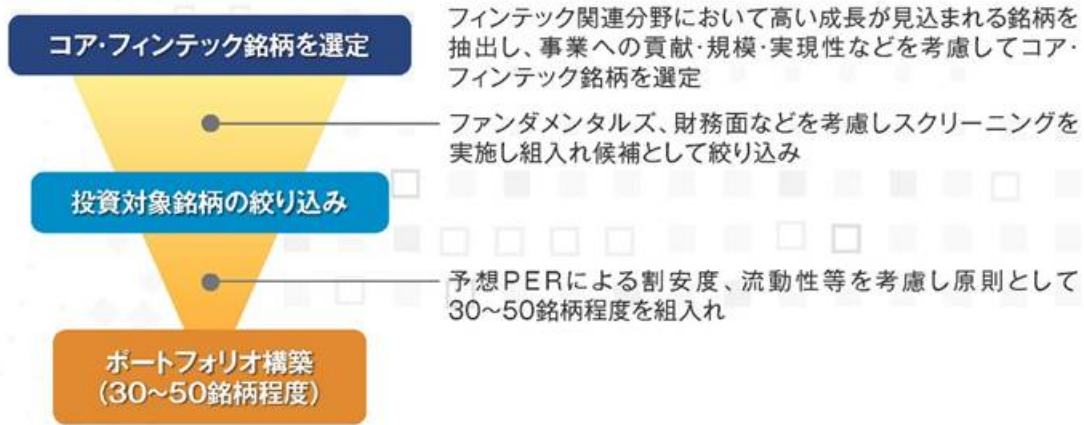 コア・フィンテック銘柄を選定
フィンテック関連分野において高い成長が見込まれる銘柄を
抽出し、事業への貢献・規模・実現性などを考慮してコア・
フィンテック銘柄を選定
ファンダメンタルズ、財務面などを考慮しスクリーニングを
実施し組入れ候補として絞り込み
投資対象銘柄の絞り込み
予想PERによる割安度、流動性等を考慮し原則として
30〜50銘柄程度を組入れ
ポートフォリオ構築
(30〜50銘柄程度)